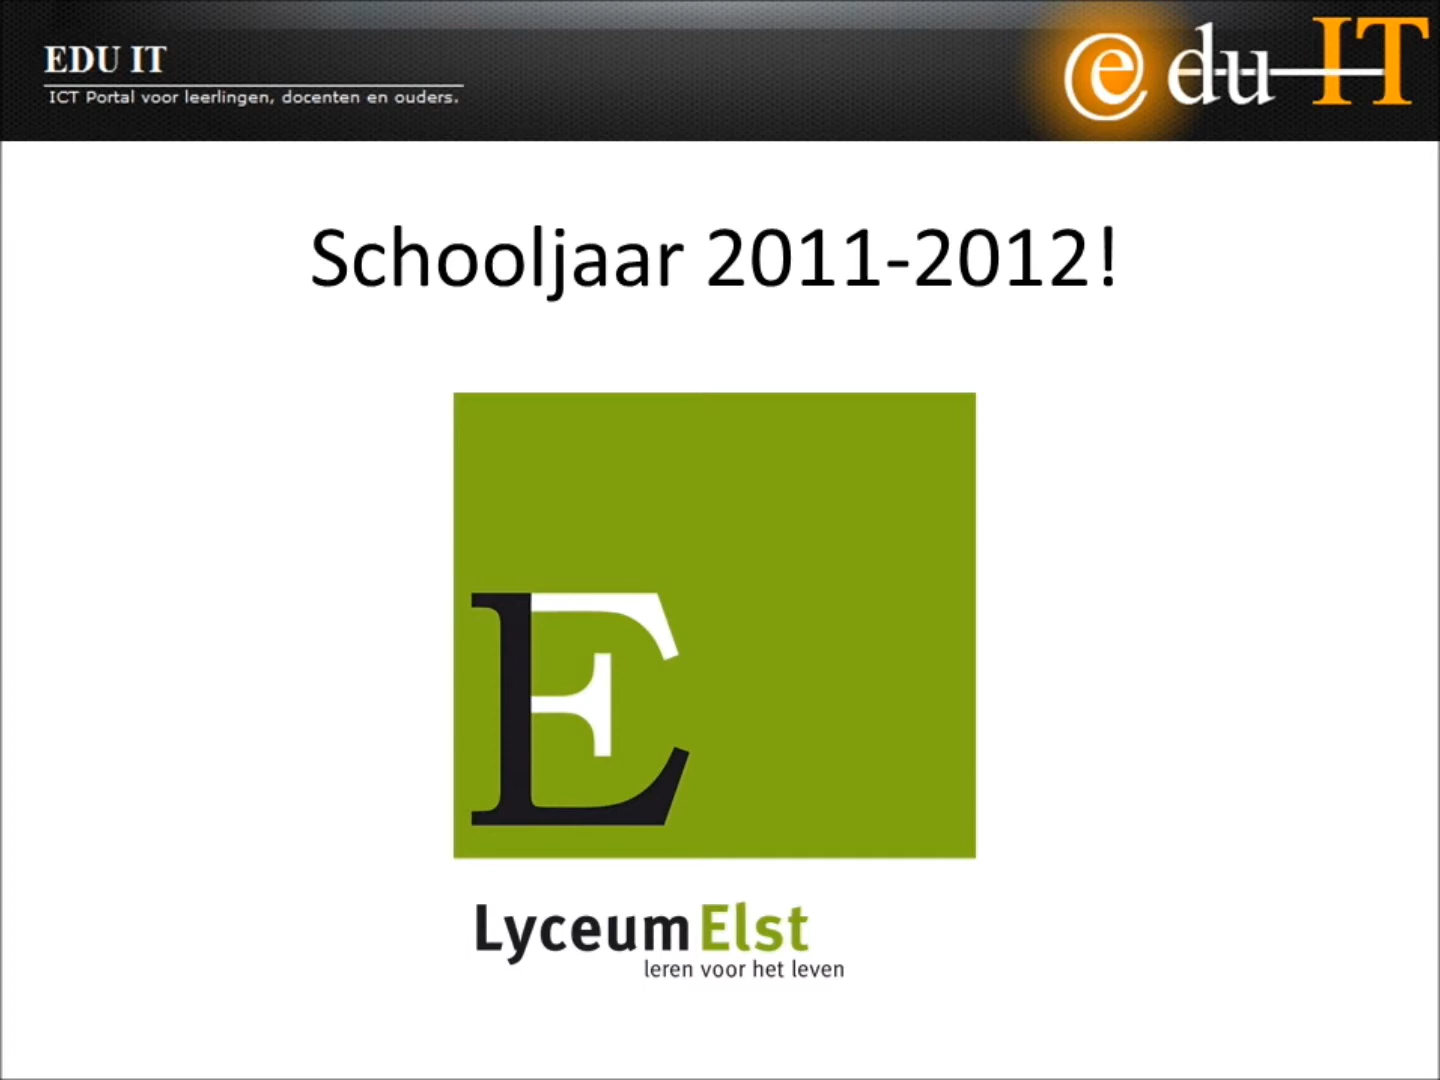 EDU IT
ICT Portal voor leerlingen, docenten en ouders.
edu IT
Schooljaar 2011-2012!
E
Lyceum Elst
leren voor het leven